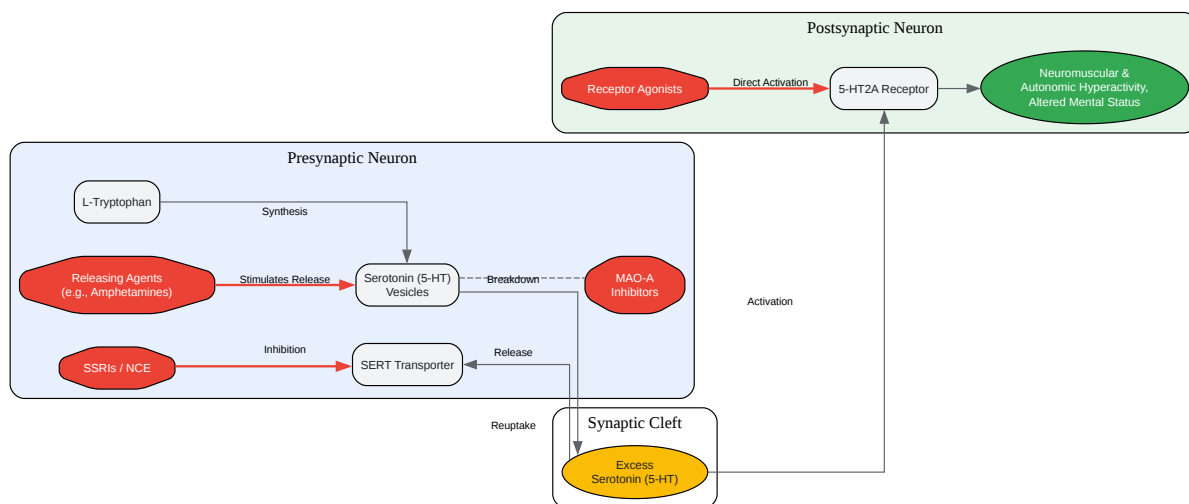 Postsynaptic Neuron
Receptor Agonists
Direct Activation
5-HT2A Receptor
Neuromuscular &
Autonomic Hyperactivity,
Altered Mental Status
Presynaptic Neuron
L-Tryptophan
Synthesis
Releasing Agents
(e.g., Amphetamines)
Stimulates Release
Serotonin (5-HT)
Vesicles
Breakdown
MAO-A
Inhibitors
Activation
SSRIs / NCE
Inhibition
SERT Transporter
Release
Reuptake
Synaptic Cleft
Excess
Serotonin (5-HT)